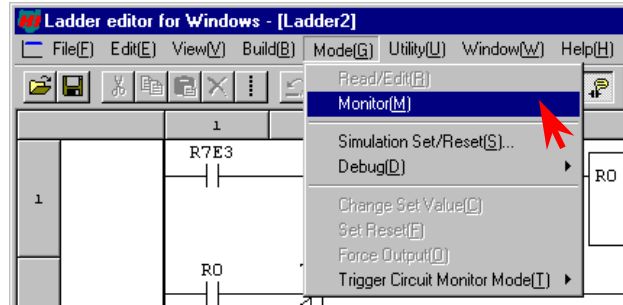 Ladder editor for Windows - [Ladder2]
File(F) Edit(E) View(V) Build(B) Mode(G) Utility(U) Window(W) Help(H)
Read/Edit(R)
Monitor(M)
1
Simulation Set/Reset(S)...
R7E3
Debug(D)
R0
1
Change Set Value(C)
Set Reset(F)
Force Output(O)
R0
Trigger Circuit Monitor Mode(T)